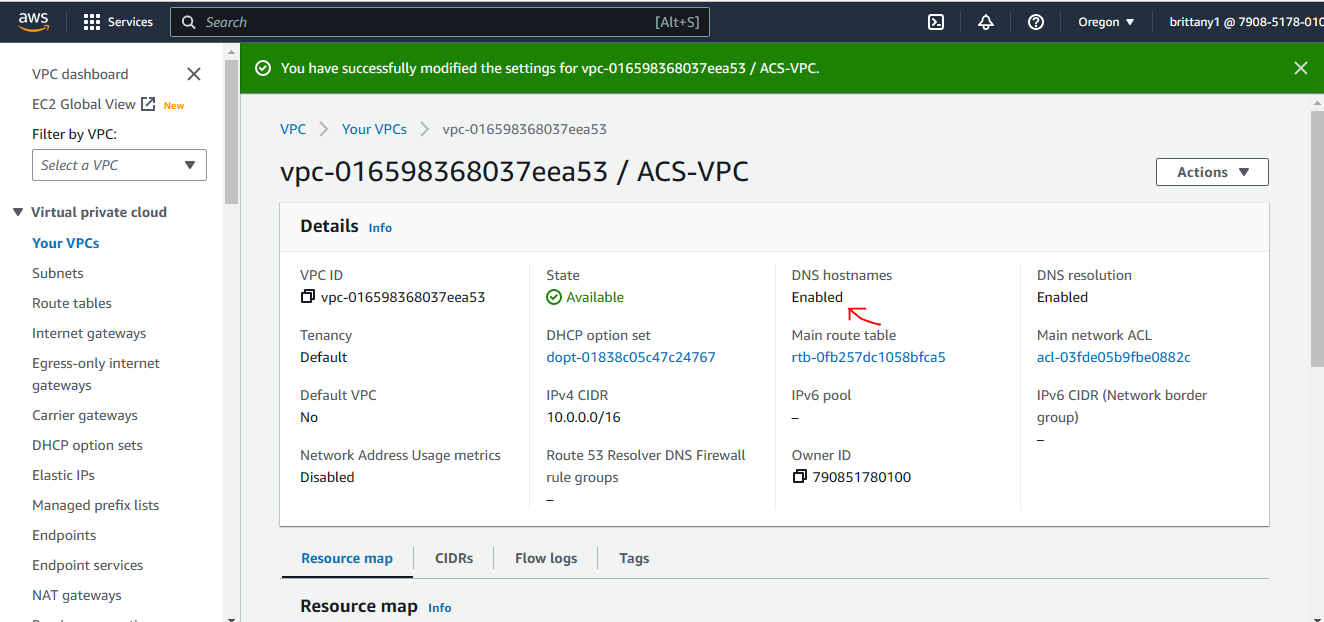 aws
Services
Search
[Alt+S]
Oregon
brittany1 @ 7908-5178-010
VPC dashboard
EC2 Global View New
Filter by VPC:
Select a VPC
Virtual private cloud
Your VPCs
Subnets
Route tables
Internet gateways
Egress-only internet
gateways
Carrier gateways
DHCP option sets
Elastic IPs
Managed prefix lists
Endpoints
Endpoint services
NAT gateways
You have successfully modified the settings for vpc-016598368037eea53 / ACS-VPC.
VPC
Your VPCs
vpc-016598368037eea53
vpc-016598368037eea53 / ACS-VPC
Actions
Details Info
VPC ID
vpc-016598368037eea53
State
Available
DNS hostnames
Enabled
DNS resolution
Enabled
Tenancy
Default
DHCP option set
dopt-01838c05c47c24767
Main route table
rtb-0fb257dc1058bfca5
Main network ACL
acl-03fde05b9fbe0882c
Default VPC
No
IPv4 CIDR
10.0.0.0/16
IPv6 pool
–
IPv6 CIDR (Network border
group)
–
Network Address Usage metrics
Disabled
Route 53 Resolver DNS Firewall
rule groups
–
Owner ID
790851780100
Resource map
CIDRs
Flow logs
Tags
Resource map Info